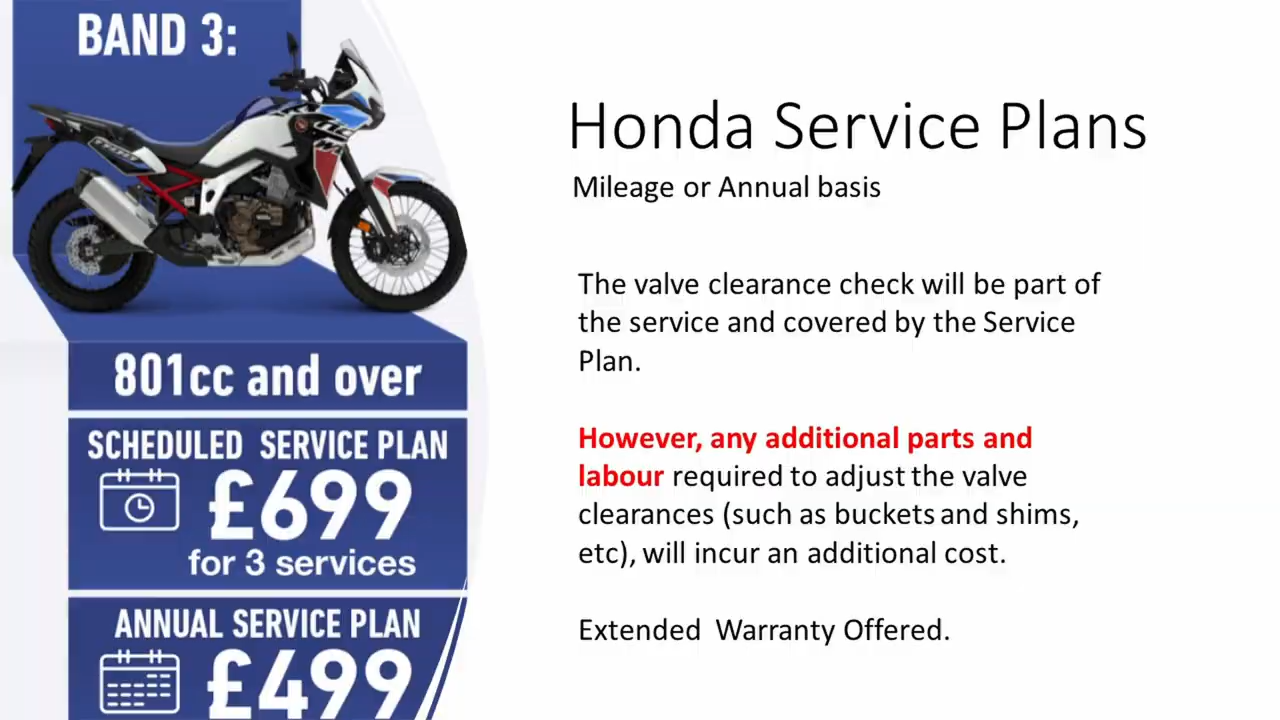 BAND 3:
801cc and over
SCHEDULED SERVICE PLAN
£699
for 3 services
ANNUAL SERVICE PLAN
£499
Honda Service Plans
Mileage or Annual basis
The valve clearance check will be part of
the service and covered by the Service
Plan.
However, any additional parts and
labour required to adjust the valve
clearances (such as buckets and shims,
etc), will incur an additional cost.
Extended Warranty Offered.